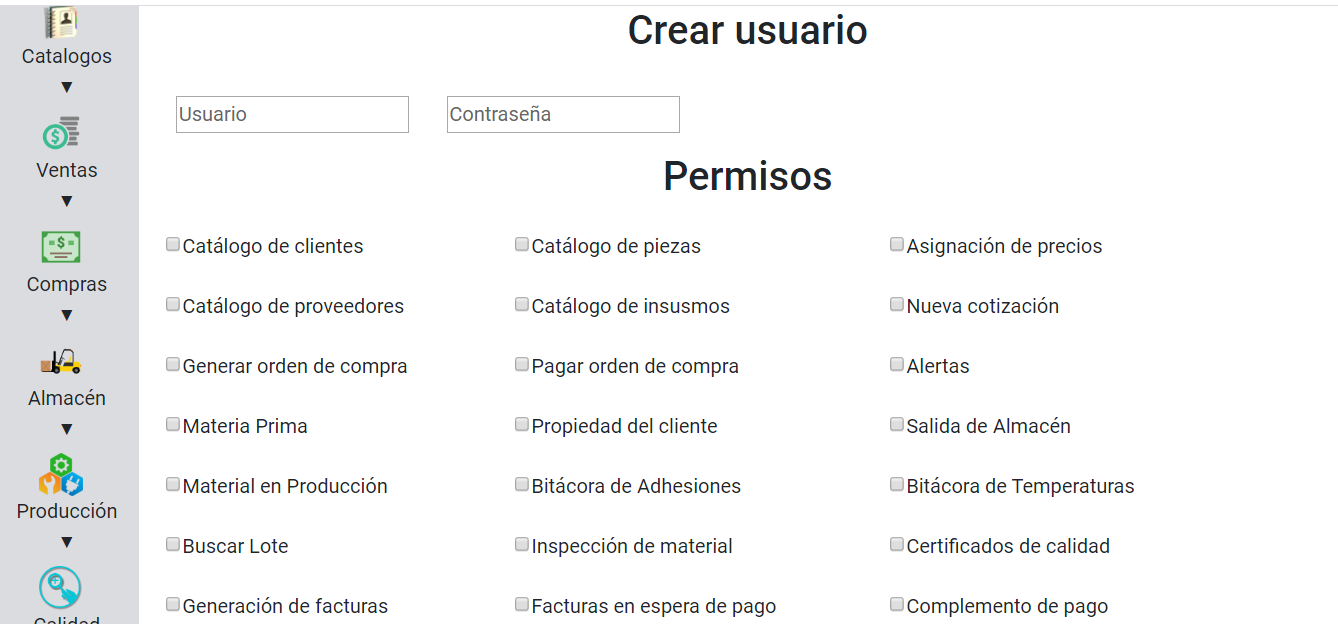 Catalogos
▼
Ventas
▼
Compras
▼
Almacén
▼
Producción
▼
Calidad
Crear usuario
Usuario Contraseña
Permisos
Catálogo de clientes Catálogo de piezas Asignación de precios
Catálogo de proveedores Catálogo de insusmos Nueva cotización
Generar orden de compra Pagar orden de compra Alertas
Materia Prima Propiedad del cliente Salida de Almacén
Material en Producción Bitácora de Adhesiones Bitácora de Temperaturas
Buscar Lote Inspección de material Certificados de calidad
Generación de facturas Facturas en espera de pago Complemento de pago